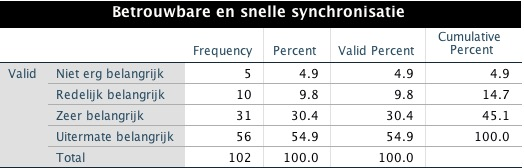 Betrouwbare en snelle synchronisatie
Frequency Percent Valid Percent Cumulative Percent
Valid Niet erg belangrijk 5 4.9 4.9 4.9
Redelijk belangrijk 10 9.8 9.8 14.7
Zeer belangrijk 31 30.4 30.4 45.1
Uitermate belangrijk 56 54.9 54.9 100.0
Total 102 100.0 100.0